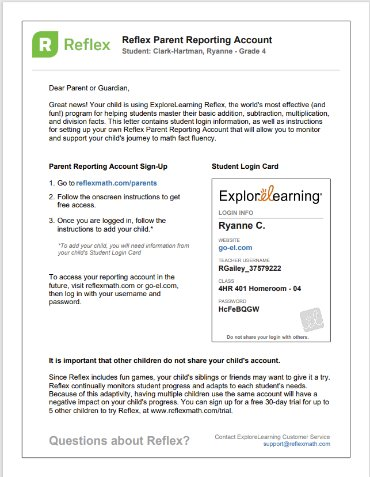 R Reflex
Reflex Parent Reporting Account
Student: Clark-Hartman, Ryanne - Grade 4
Dear Parent or Guardian,
Great news! Your child is using ExploreLearning Reflex, the world's most effective (and
fun!) program for helping students master their basic addition, subtraction, multiplication,
and division facts. This letter contains student login information, as well as instructions
for setting up your own Reflex Parent Reporting Account that will allow you to monitor
and support your child's journey to math fact fluency.
Parent Reporting Account Sign-Up
1. Go to reflexmath.com/parents
2. Follow the onscreen instructions to get
free access.
3. Once you are logged in, follow the
instructions to add your child.*
*To add your child, you will need information from
your child's Student Login Card
To access your reporting account in the
future, visit reflexmath.com or go-el.com,
then log in with your username and
password.
Student Login Card
ExploreLearning®
LOGIN INFO
Ryanne C.
WEBSITE
go-el.com
TEACHER USERNAME
RGailey_37579222
CLASS
4HR 401 Homeroom - 04
PASSWORD
HcFeBQGW
Do not share your login with others.
It is important that other children do not share your child's account.
Since Reflex includes fun games, your child's siblings or friends may want to give it a try.
Reflex continually monitors student progress and adapts to each student's needs.
Because of this adaptivity, having multiple children use the same account will have a
negative impact on your child's progress. You can sign up for a free 30-day trial for up to
5 other children to try Reflex, at www.reflexmath.com/trial.
Questions about Reflex?
Contact ExploreLearning Customer Service
support@reflexmath.com